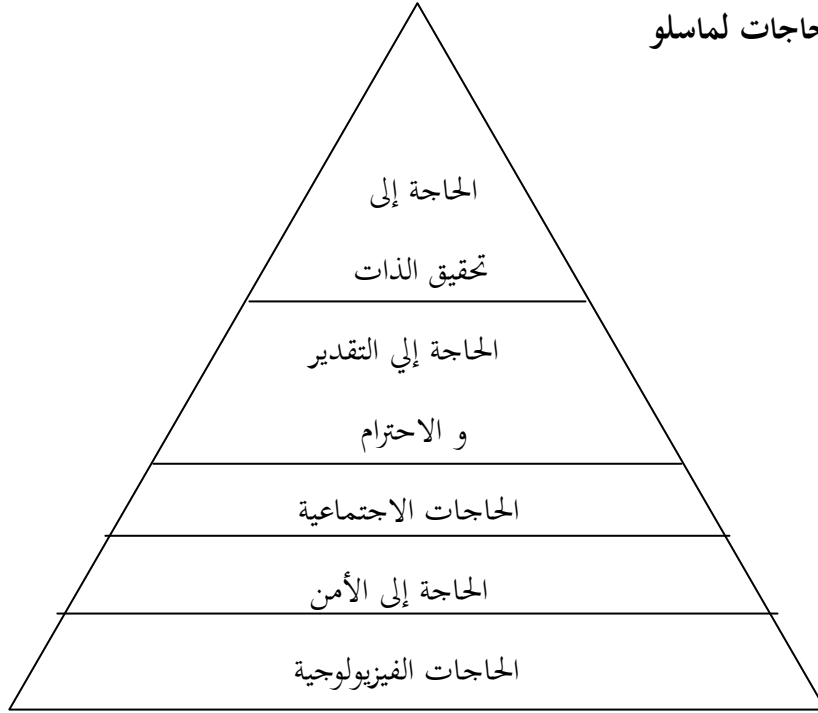 حاجات لماسلو
الحاجة إلى
تحقيق الذات
الحاجة إلي التقدير
و الاحترام
الحاجات الاجتماعية
الحاجة إلى الأمن
الحاجات الفيزيولوجية